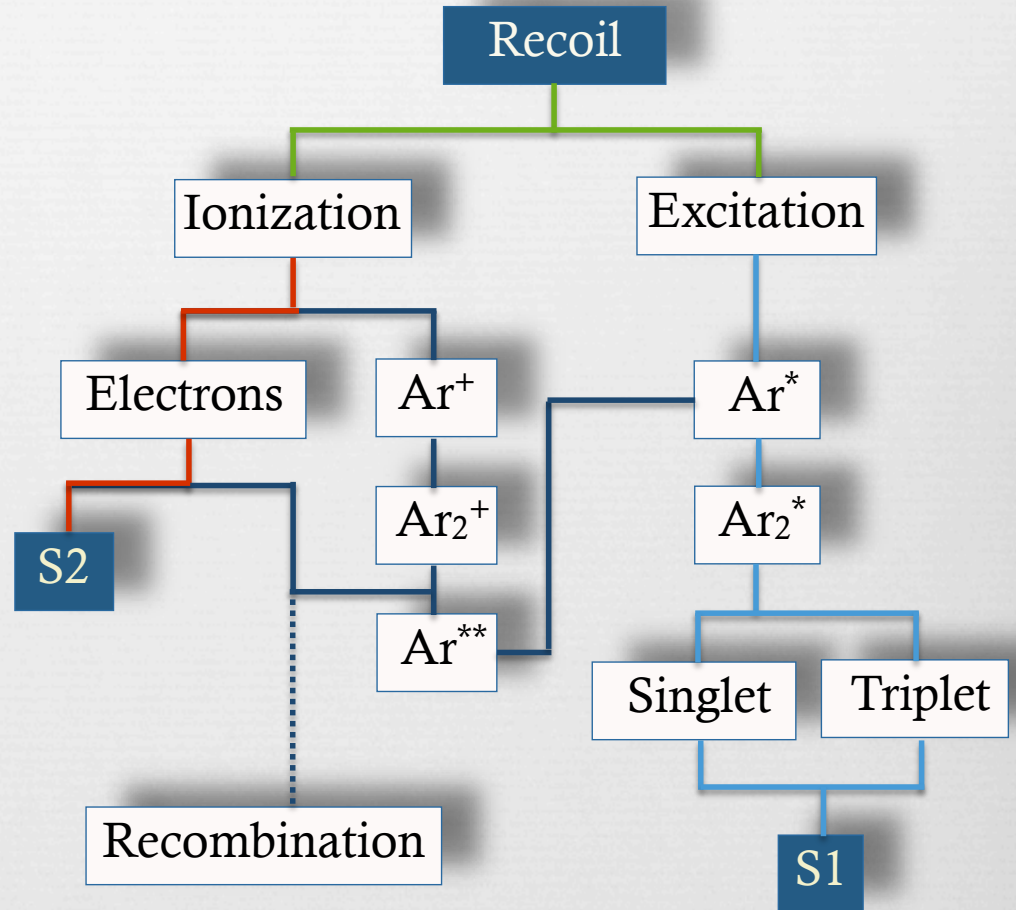 Recoil
Ionization
Excitation
Electrons
Ar⁺
Ar*
Ar₂⁺
Ar₂*
S2
Ar**
Singlet
Triplet
Recombination
S1